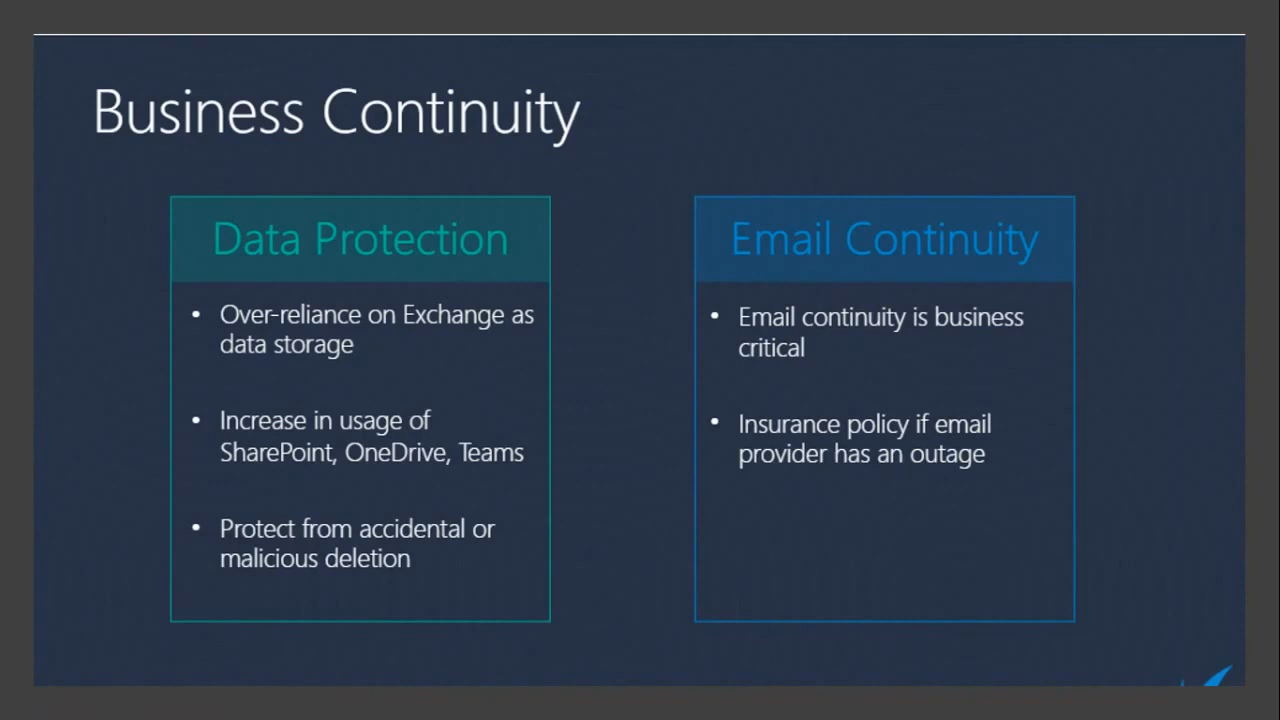 Business Continuity
Data Protection
• Over-reliance on Exchange as
data storage
• Increase in usage of
SharePoint, OneDrive, Teams
• Protect from accidental or
malicious deletion
Email Continuity
• Email continuity is business
critical
• Insurance policy if email
provider has an outage